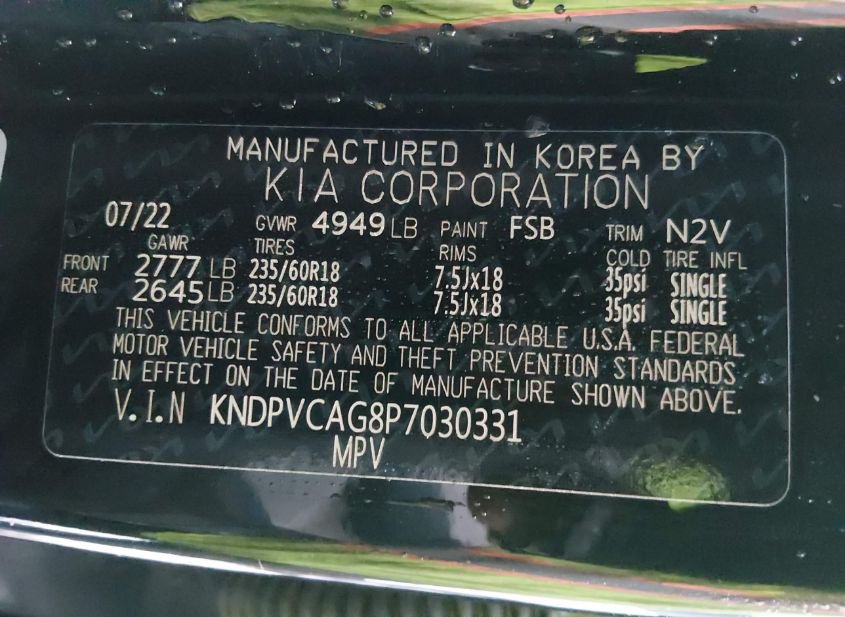 MANUFACTURED IN KOREA BY
KIA CORPORATION
07/22 GVWR 4949 LB PAINT FSB TRIM N2V
GAWR TIRES RIMS COLD TIRE INFL
FRONT 2777 LB 235/60R18 7.5Jx18 35psi SINGLE
REAR 2645 LB 235/60R18 7.5Jx18 35psi SINGLE
THIS VEHICLE CONFORMS TO ALL APPLICABLE U.S.A. FEDERAL
MOTOR VEHICLE SAFETY AND THEFT PREVENTION STANDARDS
IN EFFECT ON THE DATE OF MANUFACTURE SHOWN ABOVE.
V.I.N KNDPVCAG8P7030331
MPV